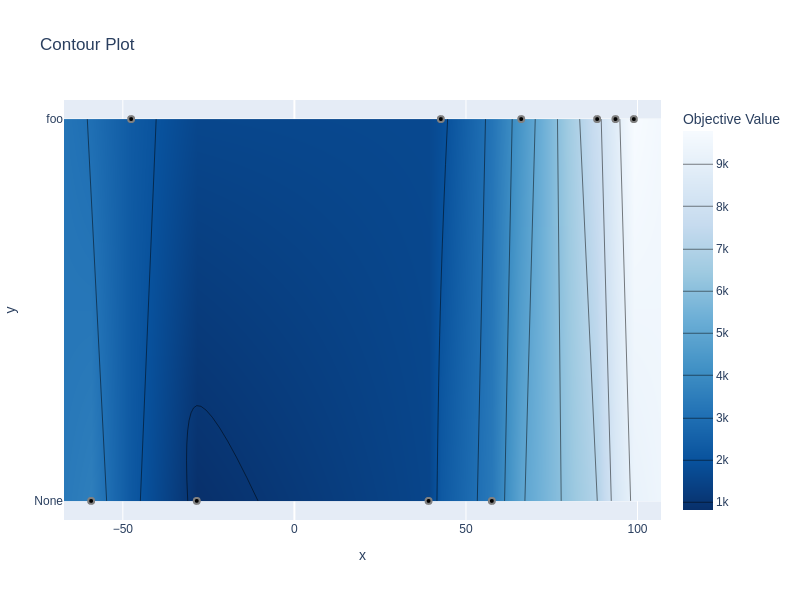 Contour Plot
foo
None
y
−50
0
50
100
x
Objective Value
9k
8k
7k
6k
5k
4k
3k
2k
1k